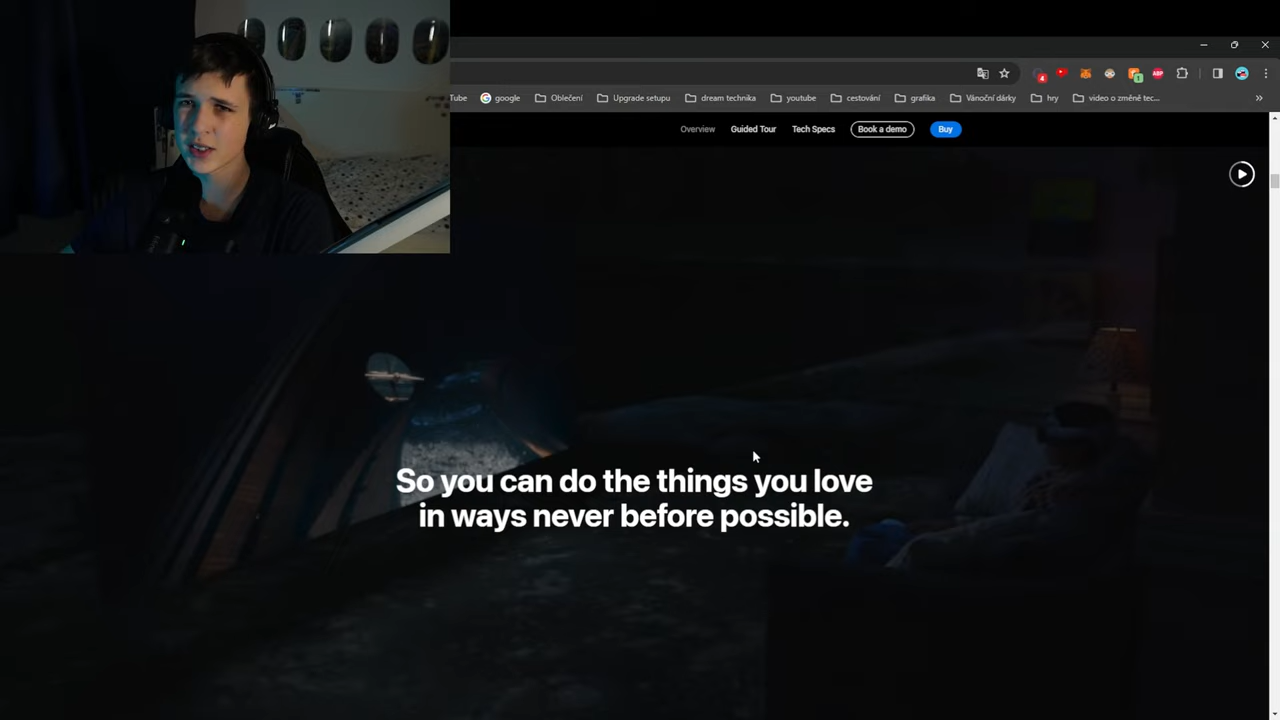 Tube
google
Oblečení
Upgrade setupu
dream technika
youtube
cestování
grafika
Vánoční dárky
hry
video o změně tec...
Overview
Guided Tour
Tech Specs
Book a demo
Buy
So you can do the things you love
in ways never before possible.